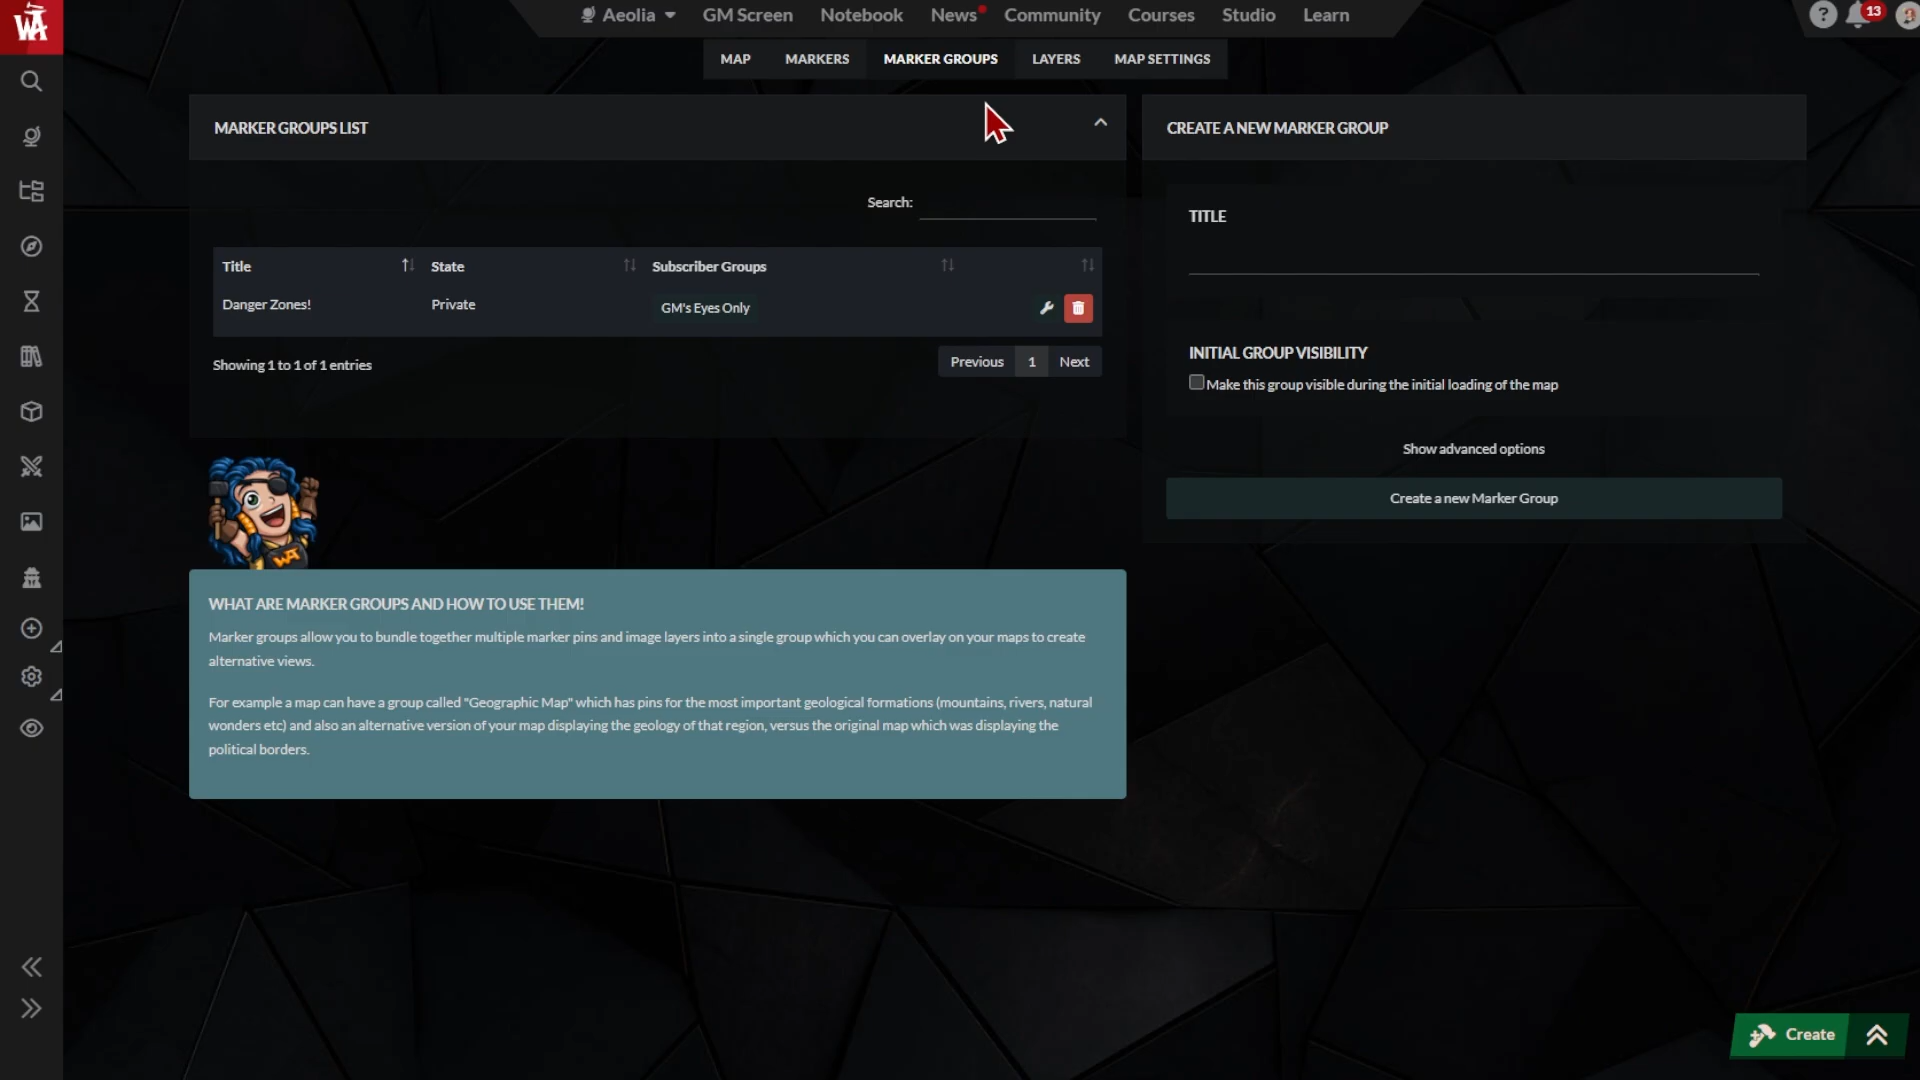 WA
Aeolia
GM Screen
Notebook
News
Community
Courses
Studio
Learn
?
13
MAP
MARKERS
MARKER GROUPS
LAYERS
MAP SETTINGS
MARKER GROUPS LIST
Search:
Title
State
Subscriber Groups
Danger Zones!
Private
GM's Eyes Only
Showing 1 to 1 of 1 entries
Previous
1
Next
CREATE A NEW MARKER GROUP
TITLE
INITIAL GROUP VISIBILITY
Make this group visible during the initial loading of the map
Show advanced options
Create a new Marker Group
WA
WHAT ARE MARKER GROUPS AND HOW TO USE THEM!
Marker groups allow you to bundle together multiple marker pins and image layers into a single group which you can overlay on your maps to create
alternative views.
For example a map can have a group called "Geographic Map" which has pins for the most important geological formations (mountains, rivers, natural
wonders etc) and also an alternative version of your map displaying the geology of that region, versus the original map which was displaying the
political borders.
Create